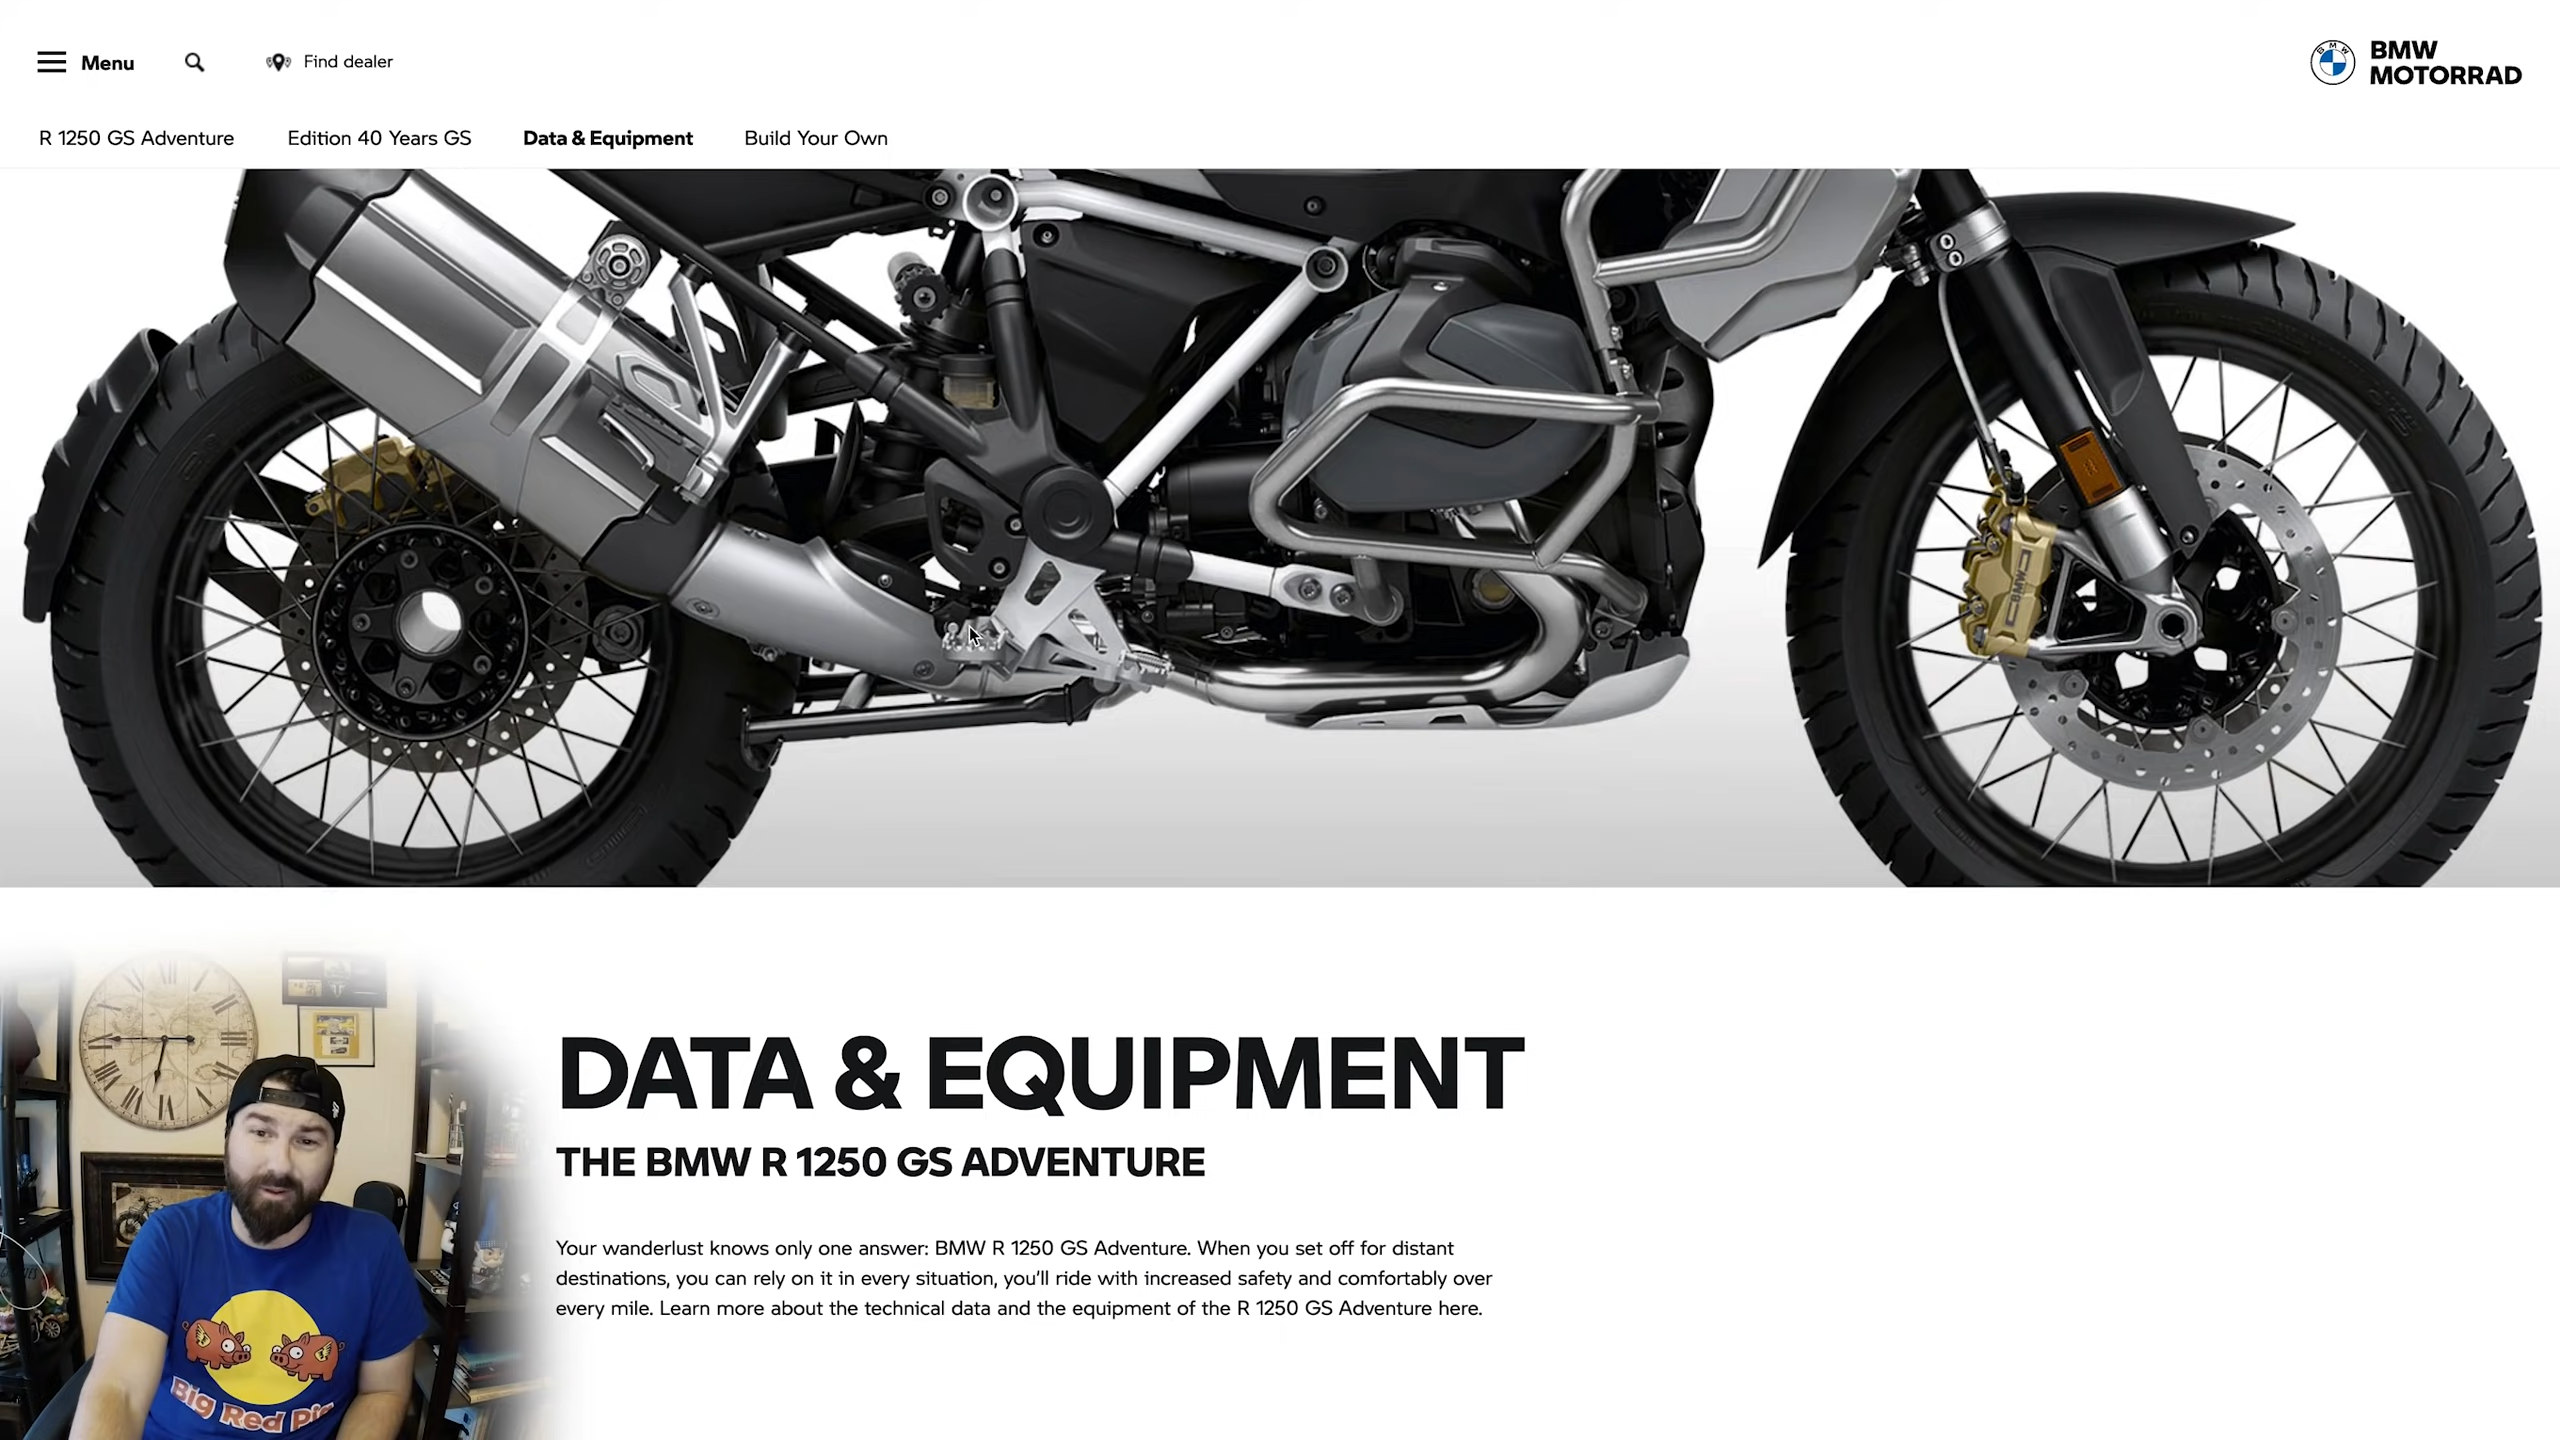 Menu
Find dealer
BMW
MOTORRAD
R 1250 GS Adventure
Edition 40 Years GS
Data & Equipment
Build Your Own
BMW
DATA & EQUIPMENT
THE BMW R 1250 GS ADVENTURE
Your wanderlust knows only one answer: BMW R 1250 GS Adventure. When you set off for distant
destinations, you can rely on it in every situation, you'll ride with increased safety and comfortably over
every mile. Learn more about the technical data and the equipment of the R 1250 GS Adventure here.
Big Red Pig